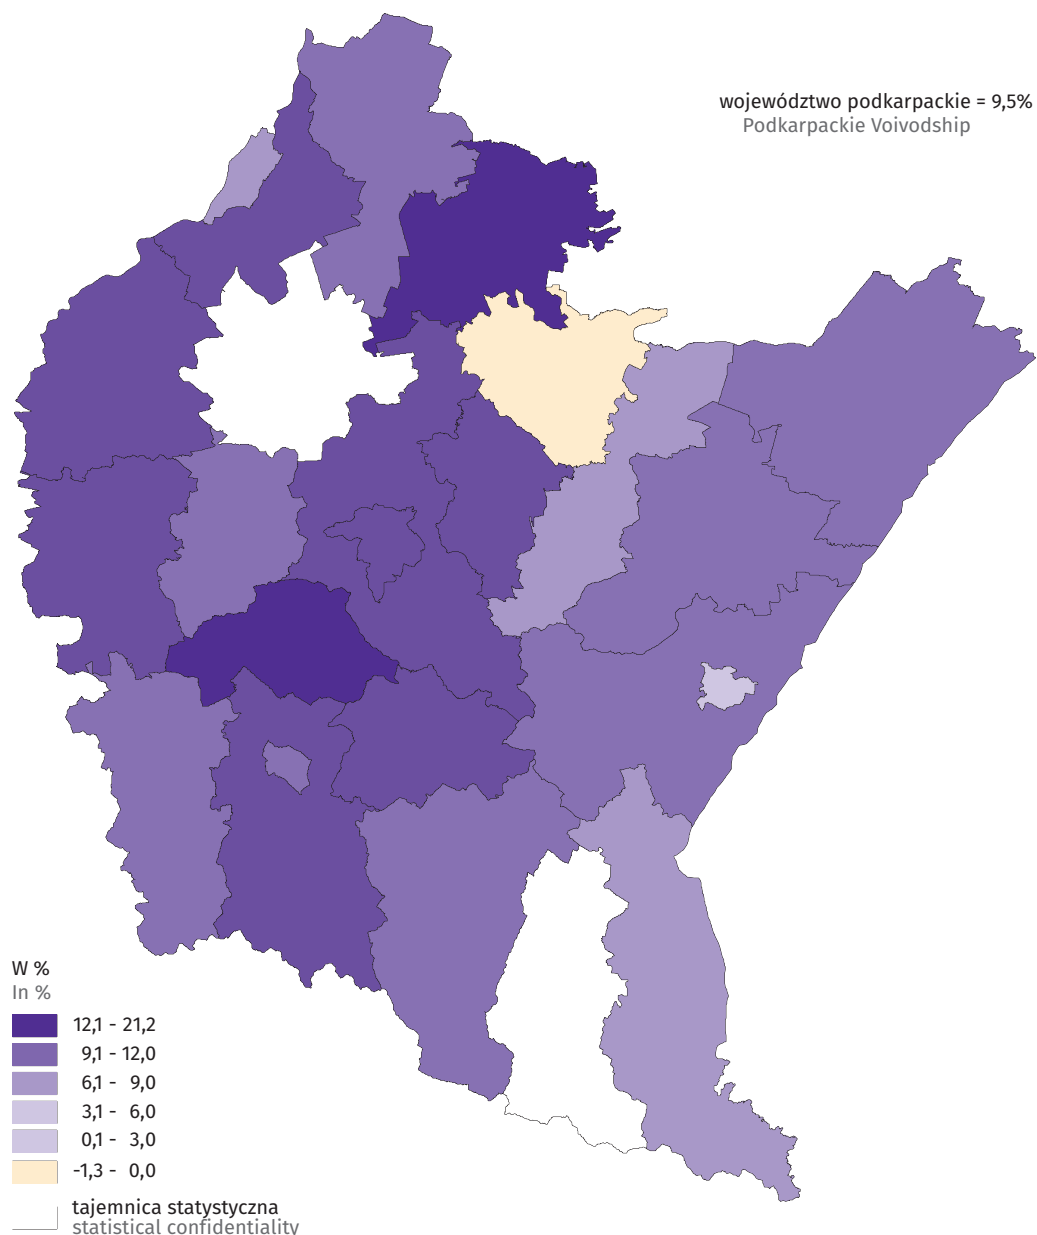 województwo podkarpackie = 9,5%
Podkarpackie Voivodship
W %
In %
12,1 - 21,2
9,1 - 12,0
6,1 - 9,0
3,1 - 6,0
0,1 - 3,0
-1,3 - 0,0
tajemnica statystyczna
statistical confidentiality